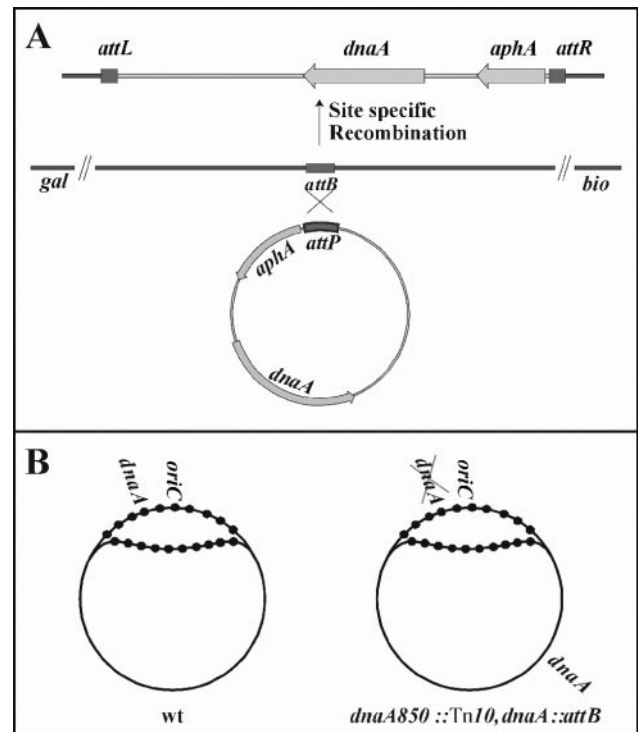 A
attL dnaA aphA attR
Site specific
Recombination
gal attB bio
attP
aphA
dnaA
B
dnaA oriC dnaA oriC
dnaA
wt dnaA850 ::Tn10, dnaA ::attB